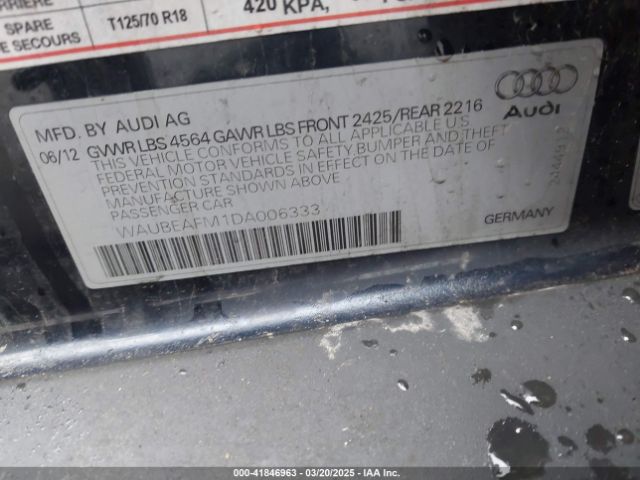 SPARE
DE SECOURS
T125/70 R18
420 KPA,
MFD. BY AUDI AG
06/12 GVWR LBS 4564 GAWR LBS FRONT 2425/REAR 2216
THIS VEHICLE CONFORMS TO ALL APPLICABLE U.S.
FEDERAL MOTOR VEHICLE SAFETY, BUMPER AND THEFT
PREVENTION STANDARDS IN EFFECT ON THE DATE OF
MANUFACTURE SHOWN ABOVE
PASSENGER CAR
WAUBEAFM1DA006333
Audi
GERMANY
000-41846963 — 03/20/2025 — IAA Inc.